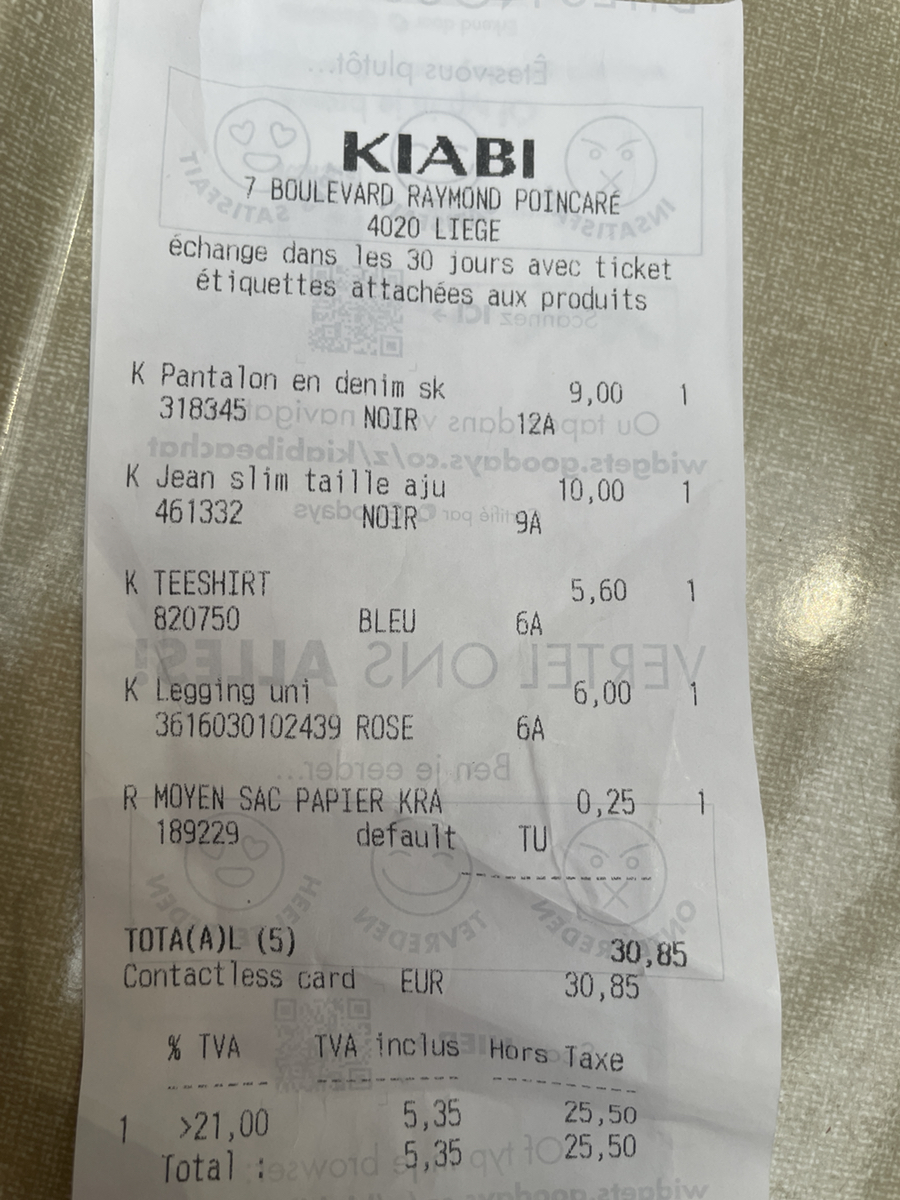 KIABI
7 BOULEVARD RAYMOND POINCARÉ
4020 LIEGE
échange dans les 30 jours avec ticket
étiquettes attachées aux produits
K Pantalon en denim sk 9,00 1
318345 NOIR 12A
K Jean slim taille aju 10,00 1
461332 NOIR 9A
K TEESHIRT 5,60 1
820750 BLEU 6A
K Legging uni 6,00 1
3616030102439 ROSE 6A
R MOYEN SAC PAPIER KRA 0,25 1
189229 default TU
TOTA(A)L (5) 30,85
Contactless card EUR 30,85
% TVA TVA inclus Hors Taxe
1 >21,00 5,35 25,50
Total : 5,35 25,50